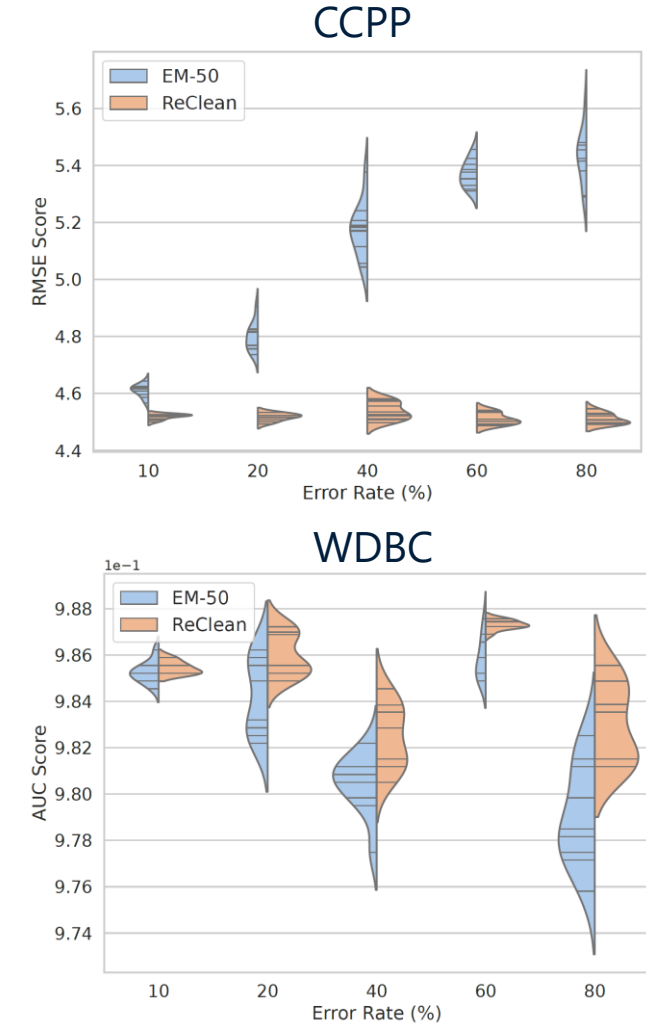 CCPP
EM-50
ReClean
5.6
5.4
5.2
5.0
4.8
4.6
4.4
RMSE Score
10 20 40 60 80
Error Rate (%)
WDBC
1e−1
EM-50
ReClean
9.88
9.86
9.84
9.82
9.80
9.78
9.76
9.74
AUC Score
10 20 40 60 80
Error Rate (%)